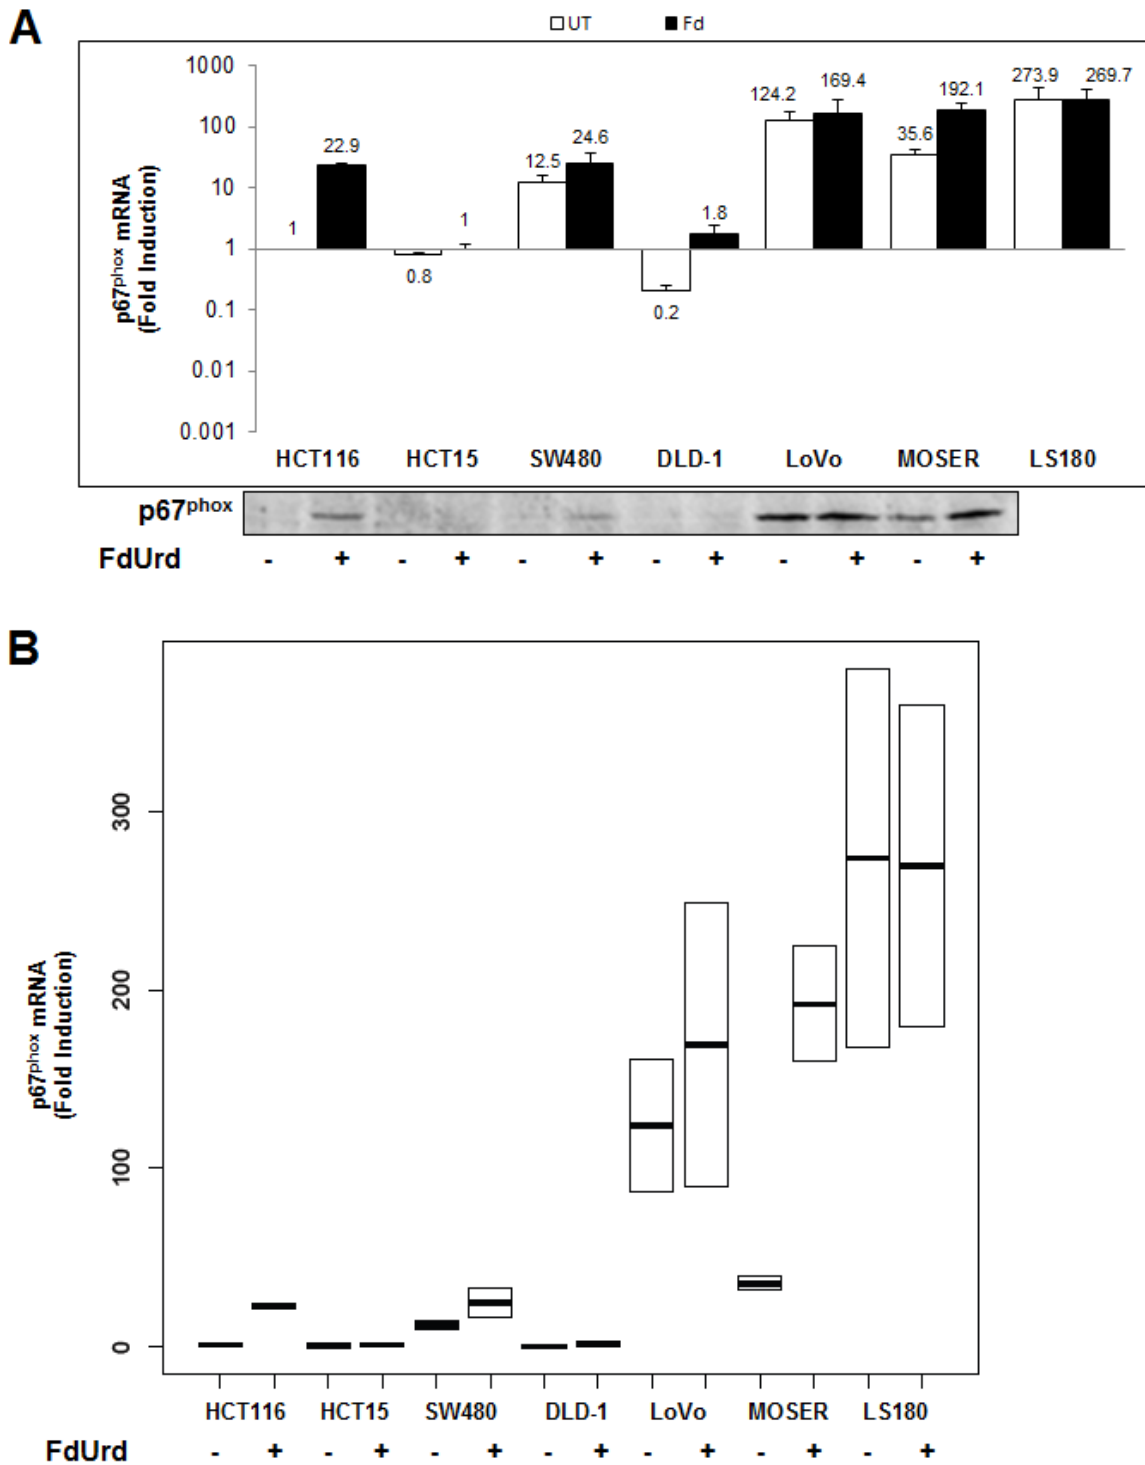 A
UT Fd
1000
100
10
1
0.1
0.01
0.001
p67phox mRNA
(Fold Induction)
1 22.9 0.8 1 12.5 24.6 0.2 1.8 124.2 169.4 35.6 192.1 273.9 269.7
HCT116 HCT15 SW480 DLD-1 LoVo MOSER LS180
p67phox
FdUrd - + - + - + - + - + - +
B
300
200
100
0
p67phox mRNA
(Fold Induction)
HCT116 HCT15 SW480 DLD-1 LoVo MOSER LS180
FdUrd - + - + - + - + - + - + - +